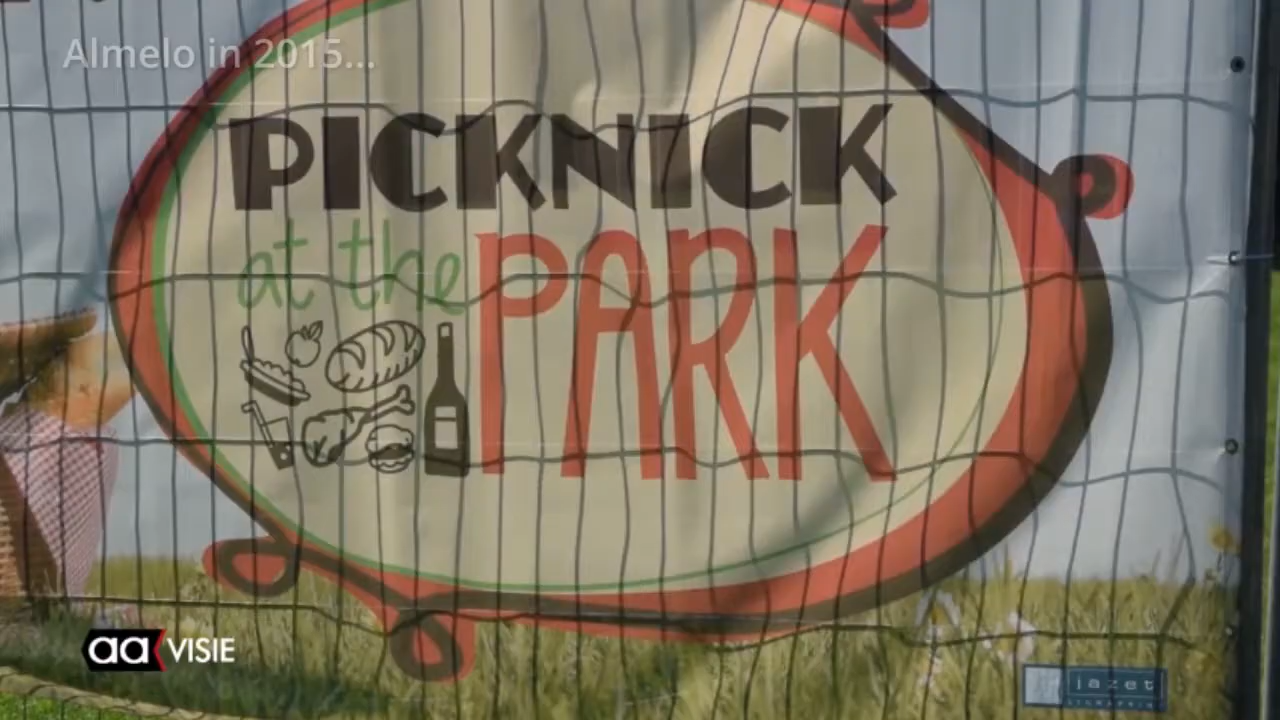 Almelo in 2015...
PICKNICK
at the PARK
aa VISIE
jazet